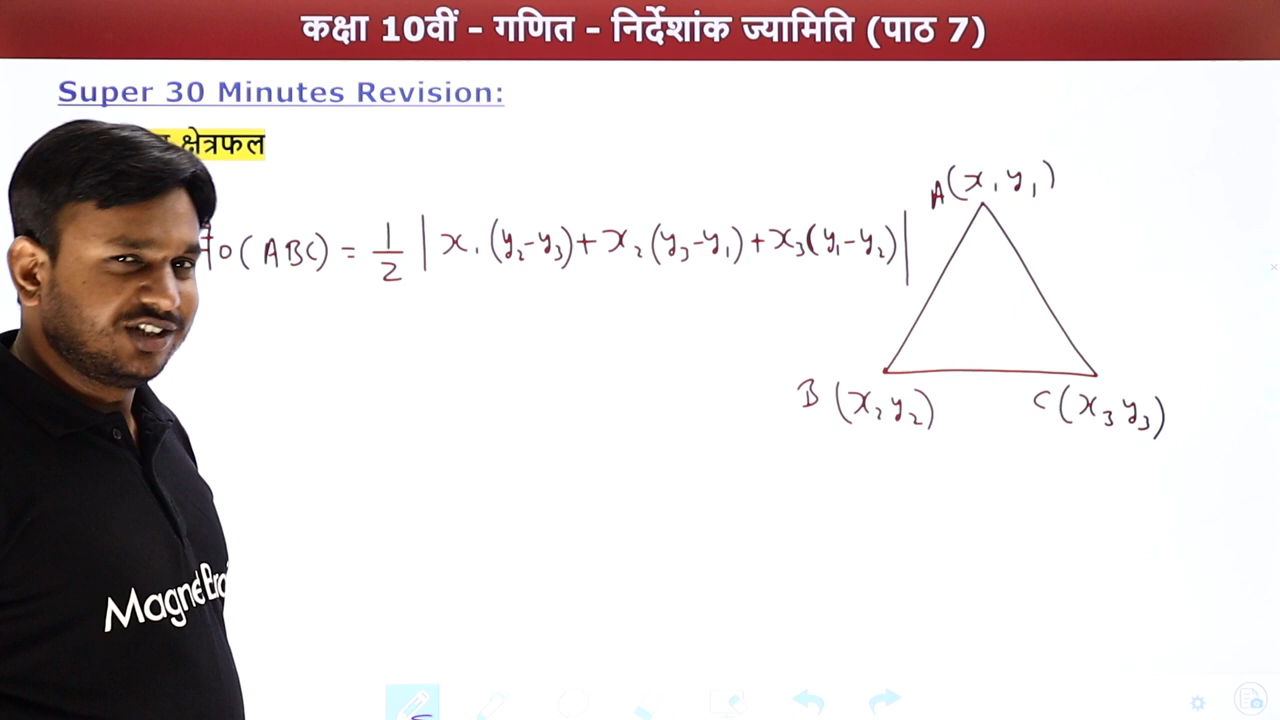 कक्षा 10वीं - गणित - निर्देशांक ज्यामिति (पाठ 7)
Super 30 Minutes Revision:
क्षेत्रफल
A(x₁ y₁)
(ABC) = 1/2 |x₁(y₂-y₃)+x₂(y₃-y₁)+x₃(y₁-y₂)|
B (x₂ y₂)
C (x₃ y₃)
Magnet